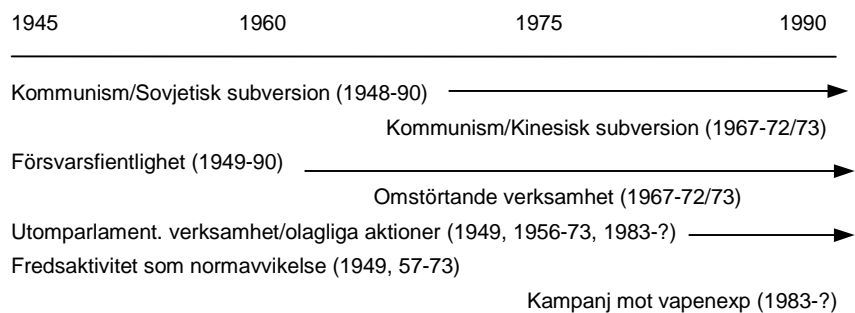 1945 1960 1975 1990
Kommunism/Sovjetisk subversion (1948-90)
Kommunism/Kinesisk subversion (1967-72/73)
Försvarsfientlighet (1949-90)
Omstörtande verksamhet (1967-72/73)
Utomparlament. verksamhet/olagliga aktioner (1949, 1956-73, 1983-?)
Fredsaktivitet som normavvikelse (1949, 57-73)
Kampanj mot vapenexp (1983-?)